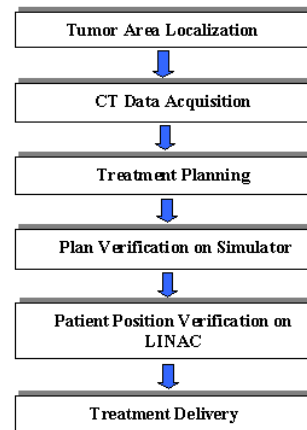 Tumor Area Localization
CT Data Acquisition
Treatment Planning
Plan Verification on Simulator
Patient Position Verification on
LINAC
Treatment Delivery